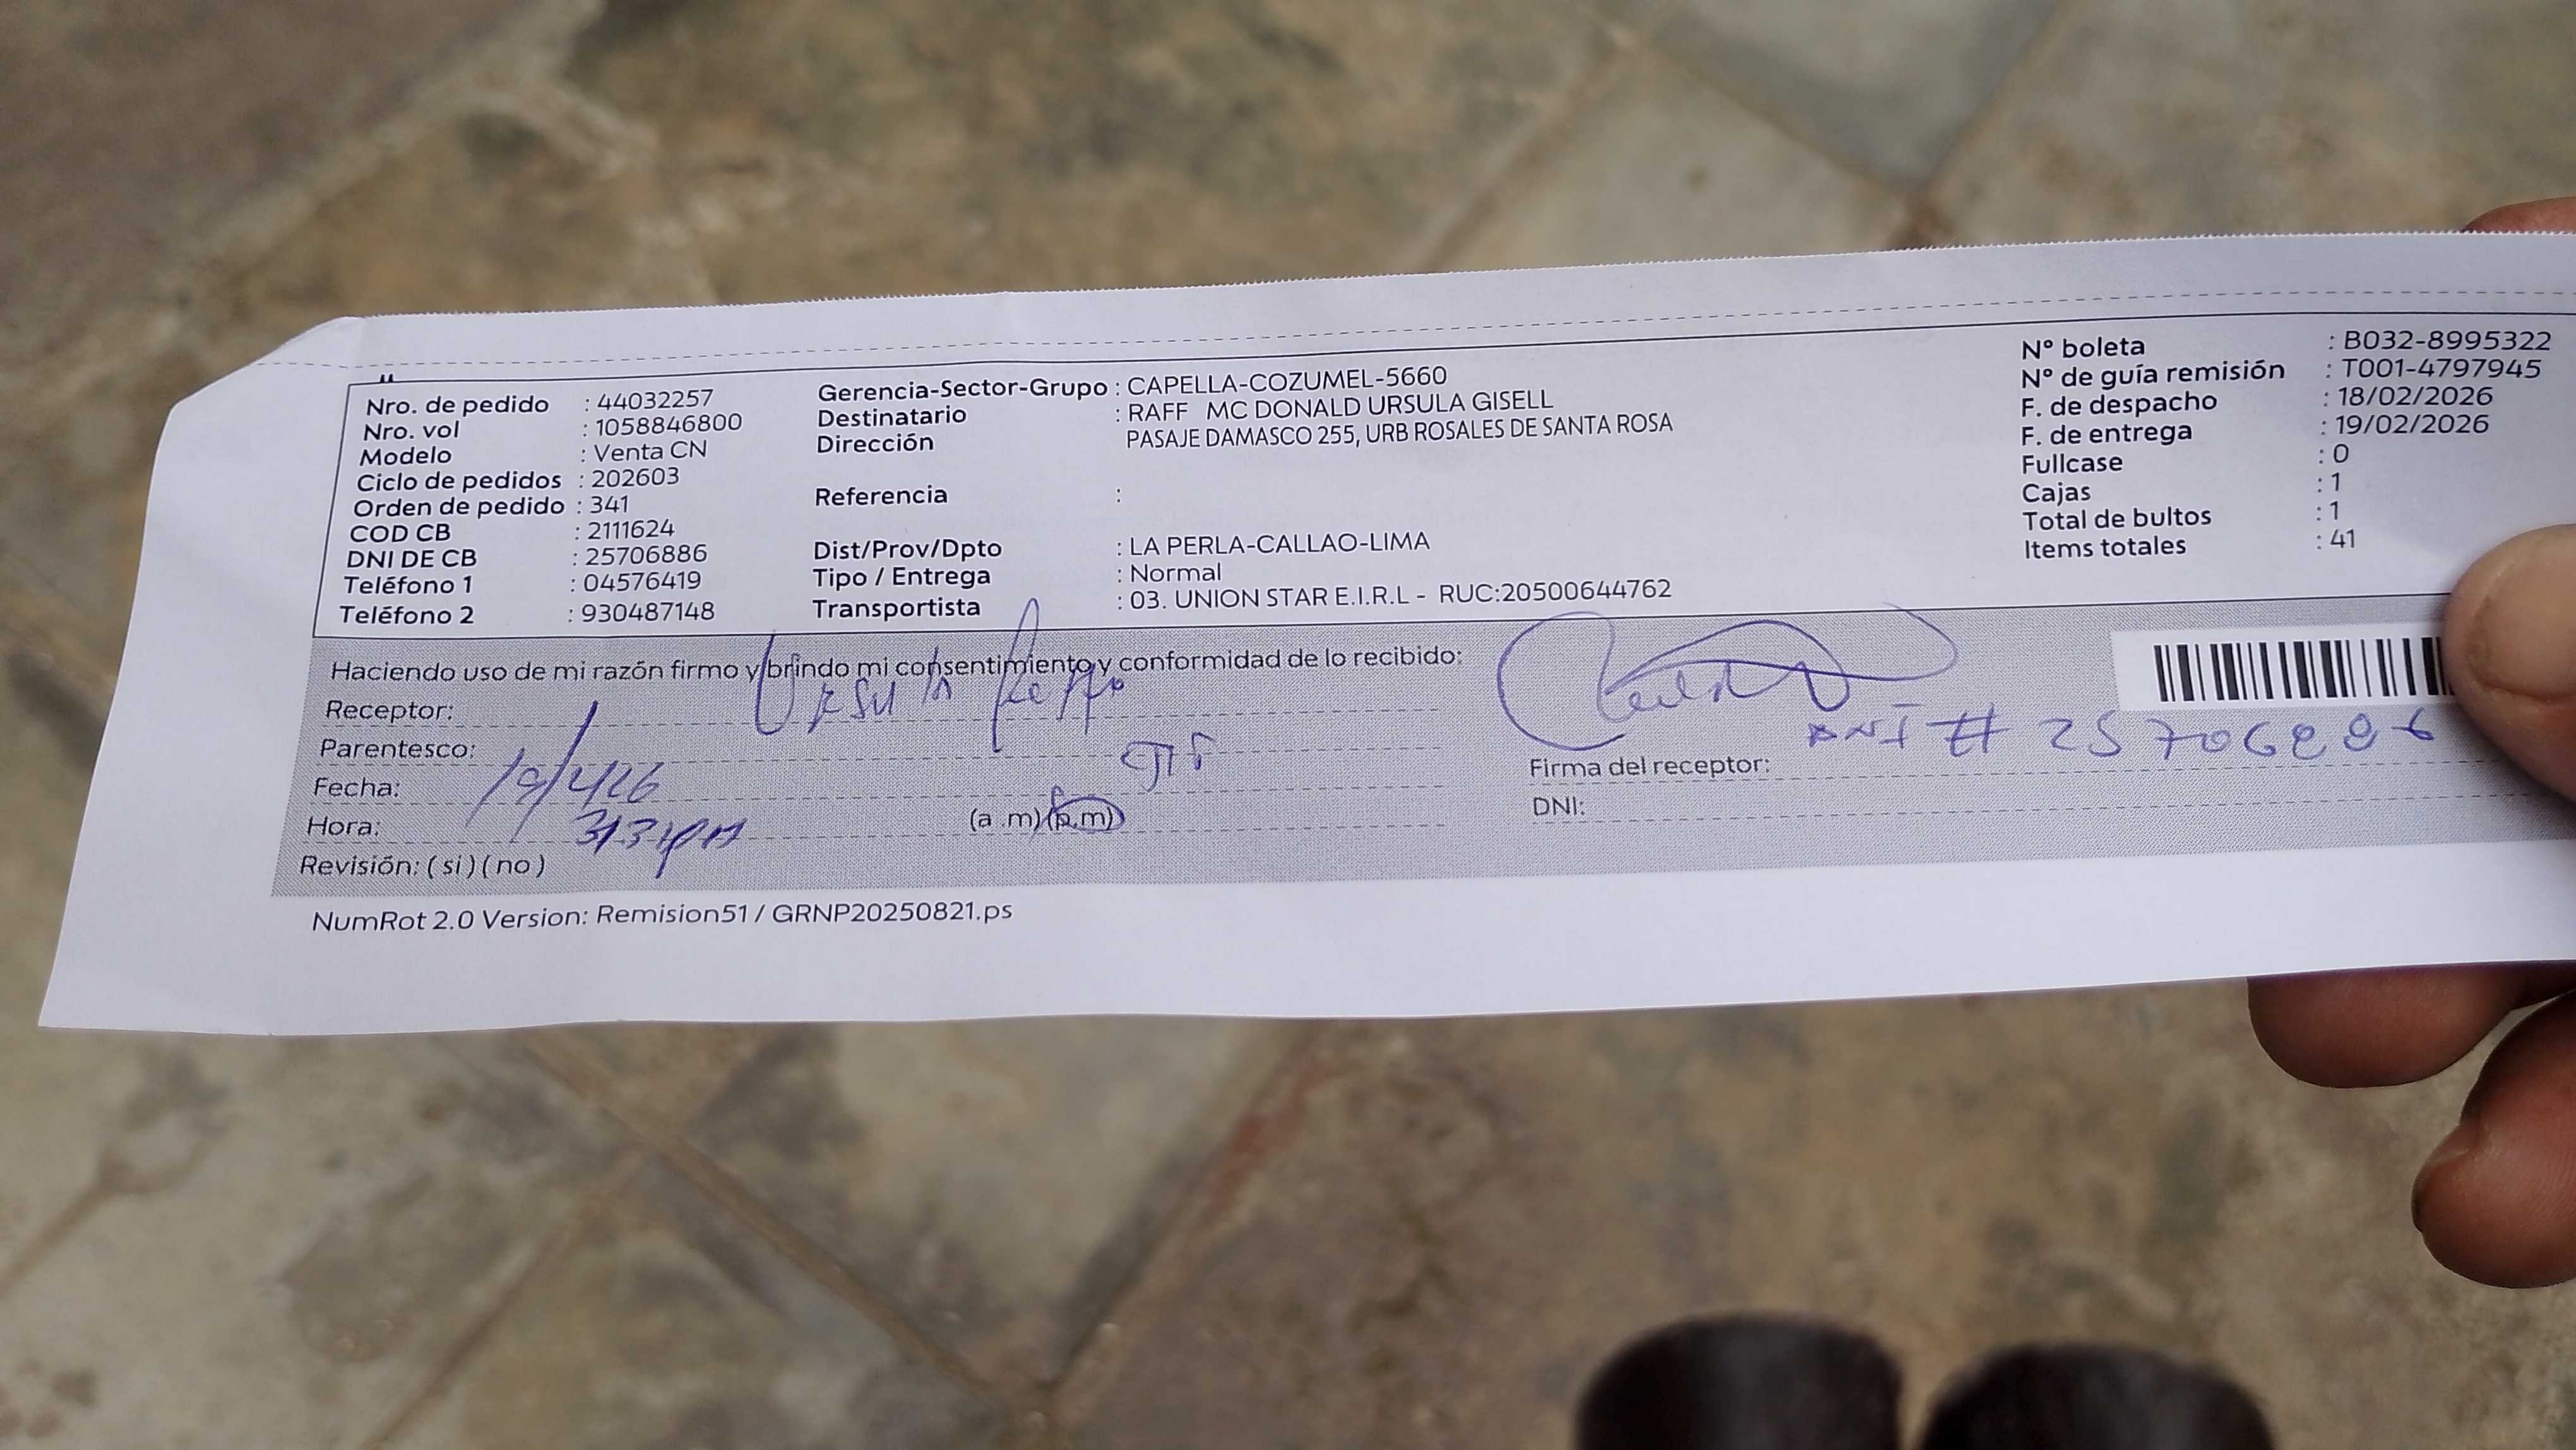 Nro. de pedido : 44032257
Nro. vol : 1058846800
Modelo : Venta CN
Ciclo de pedidos : 202603
Orden de pedido : 341
COD CB : 2111624
DNI DE CB : 25706886
Teléfono 1 : 04576419
Teléfono 2 : 930487148
Gerencia-Sector-Grupo : CAPELLA-COZUMEL-5660
Destinatario : RAFF MC DONALD URSULA GISELL
Dirección PASAJE DAMASCO 255, URB ROSALES DE SANTA ROSA
Referencia :
Dist/Prov/Dpto : LA PERLA-CALLAO-LIMA
Tipo / Entrega : Normal
Transportista : 03. UNION STAR E.I.R.L - RUC:20500644762
N° boleta : B032-8995322
N° de guía remisión : T001-4797945
F. de despacho : 18/02/2026
F. de entrega : 19/02/2026
Fullcase : 0
Cajas : 1
Total de bultos : 1
Items totales : 41
Haciendo uso de mi razón firmo y brindo mi consentimiento y conformidad de lo recibido:
Receptor: Ursula Raff
Parentesco:
Fecha:
Hora: (a .m) (p.m)
Revisión: ( si ) ( no )
DNI # 25706886
Firma del receptor:
DNI:
NumRot 2.0 Version: Remision51 / GRNP20250821.ps